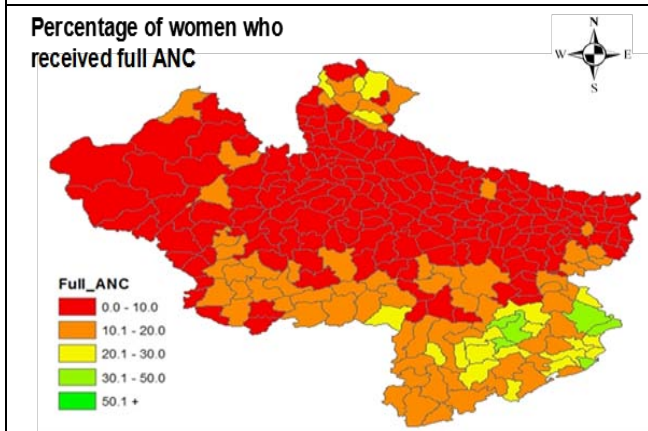 Percentage of women who
received full ANC
N
W E
S
Full_ANC
0.0 - 10.0
10.1 - 20.0
20.1 - 30.0
30.1 - 50.0
50.1 +